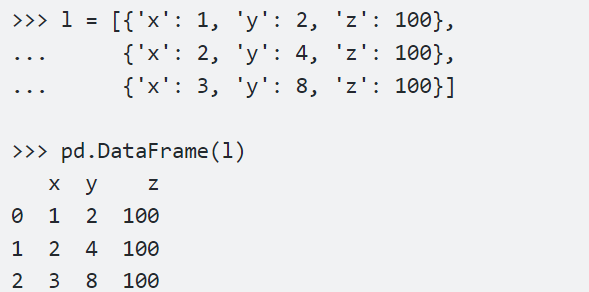 >>> l = [{'x': 1, 'y': 2, 'z': 100},
...      {'x': 2, 'y': 4, 'z': 100},
...      {'x': 3, 'y': 8, 'z': 100}]

>>> pd.DataFrame(l)
   x  y    z
0  1  2  100
1  2  4  100
2  3  8  100